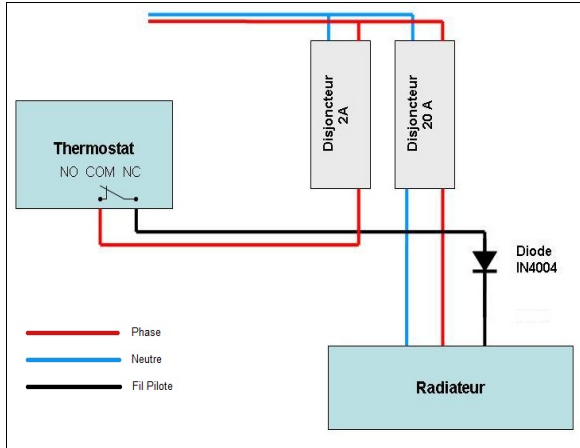 Disjoncteur
2A
Disjoncteur
20 A
Thermostat
NO COM NC
Diode
IN4004
Phase
Neutre
Fil Pilote
Radiateur